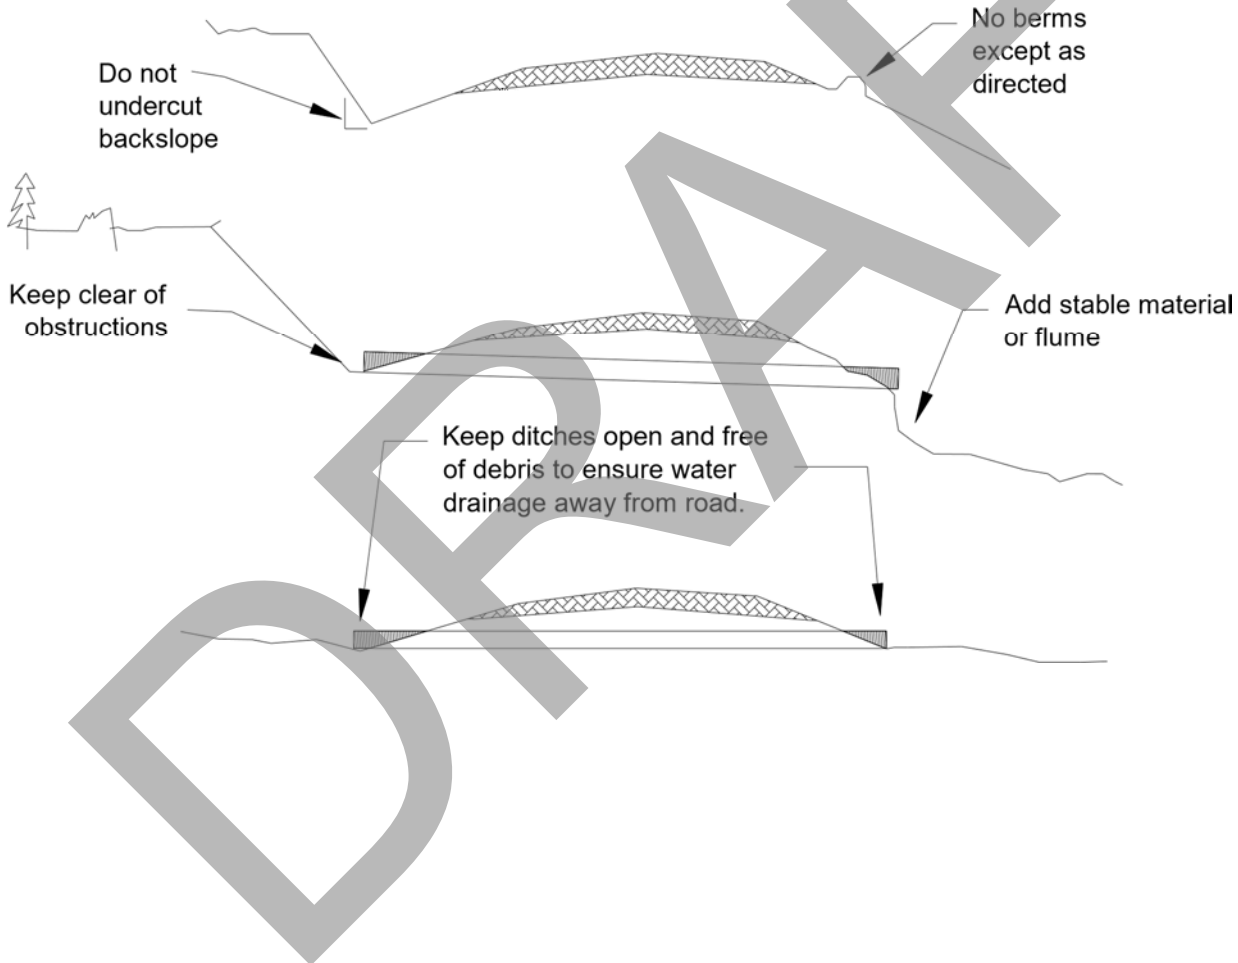 No berms
except as
directed
Do not
undercut
backslope
Keep clear of
obstructions
Add stable material
or flume
Keep ditches open and free
of debris to ensure water
drainage away from road.
DRAF